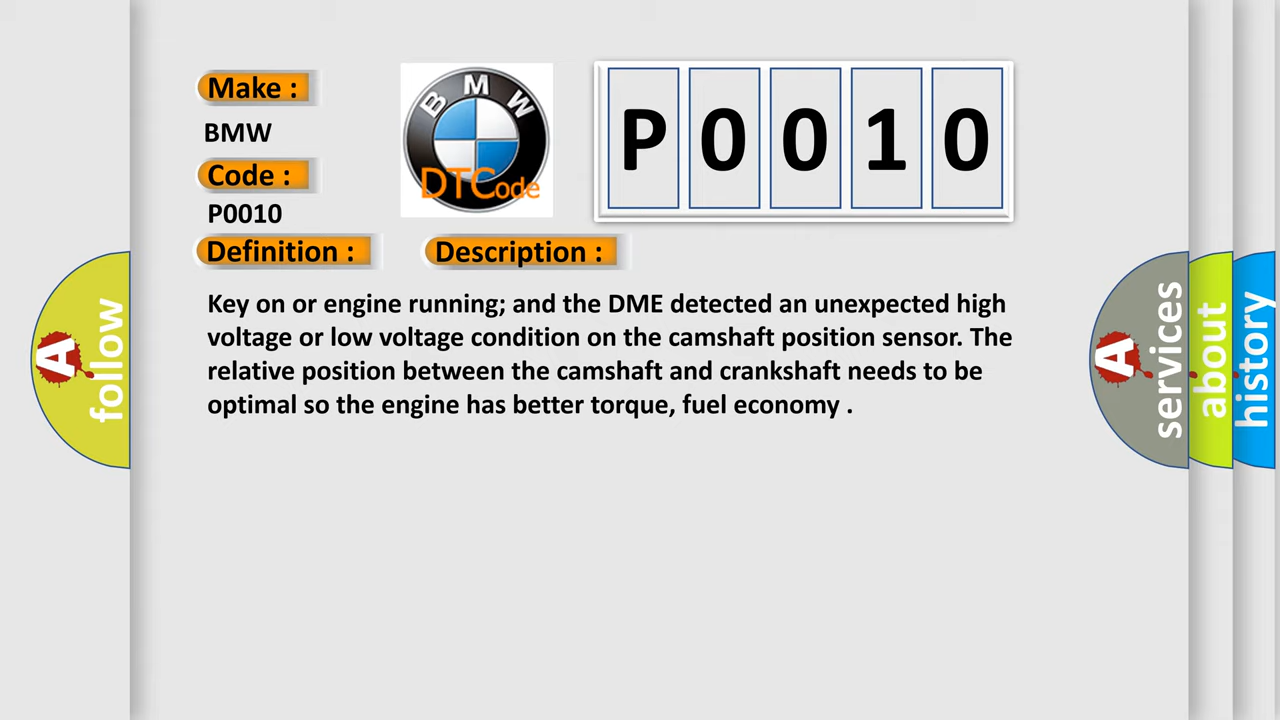 Make :
BMW
Code :
P0010
Definition :
Description :
BMW
DTCode
P0010
Key on or engine running; and the DME detected an unexpected high
voltage or low voltage condition on the camshaft position sensor. The
relative position between the camshaft and crankshaft needs to be
optimal so the engine has better torque, fuel economy .
A
follow
A
services
about
history